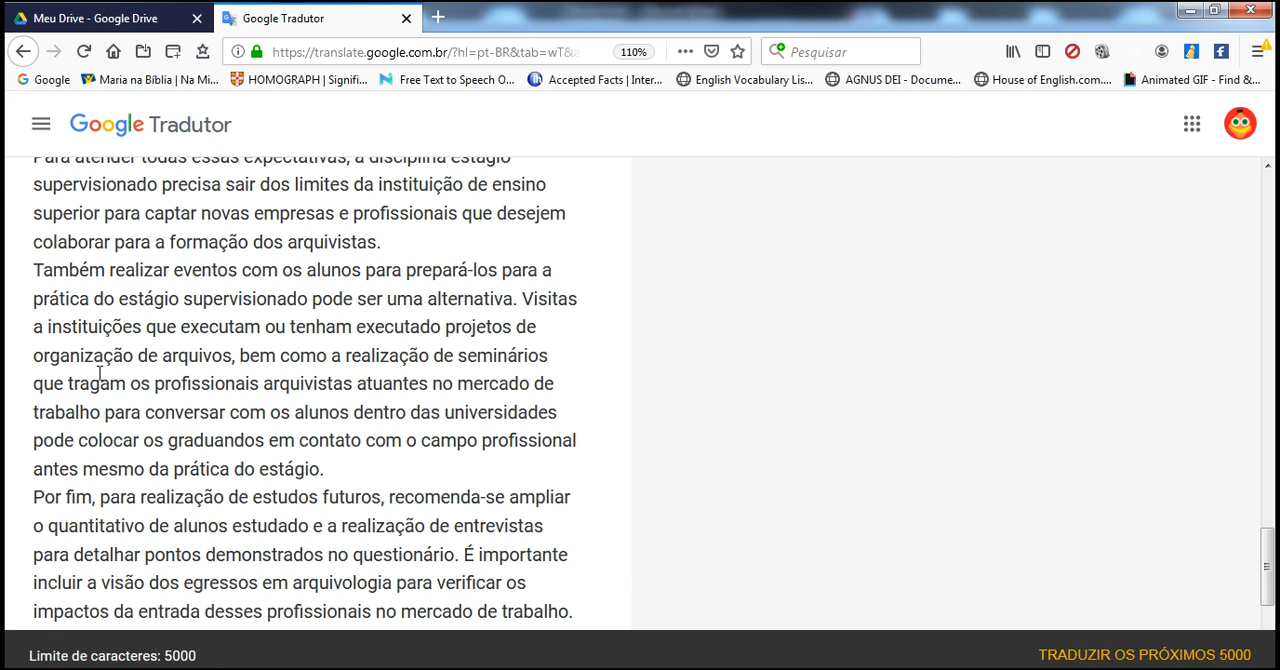 Meu Drive - Google Drive
Google Tradutor
https://translate.google.com.br/?hl=pt-BR&tab=wT&
110%
Pesquisar
Google
Maria na Bíblia | Na Mi...
HOMOGRAPH | Signifi...
Free Text to Speech O...
Accepted Facts | Inter...
English Vocabulary Lis...
AGNUS DEI - Docume...
House of English.com....
Animated GIF - Find &...
Google Tradutor
Para atender todas essas expectativas, a disciplina estágio
supervisionado precisa sair dos limites da instituição de ensino
superior para captar novas empresas e profissionais que desejem
colaborar para a formação dos arquivistas.
Também realizar eventos com os alunos para prepará-los para a
prática do estágio supervisionado pode ser uma alternativa. Visitas
a instituições que executam ou tenham executado projetos de
organização de arquivos, bem como a realização de seminários
que tragam os profissionais arquivistas atuantes no mercado de
trabalho para conversar com os alunos dentro das universidades
pode colocar os graduandos em contato com o campo profissional
antes mesmo da prática do estágio.
Por fim, para realização de estudos futuros, recomenda-se ampliar
o quantitativo de alunos estudado e a realização de entrevistas
para detalhar pontos demonstrados no questionário. É importante
incluir a visão dos egressos em arquivologia para verificar os
impactos da entrada desses profissionais no mercado de trabalho.
Limite de caracteres: 5000
TRADUZIR OS PRÓXIMOS 5000